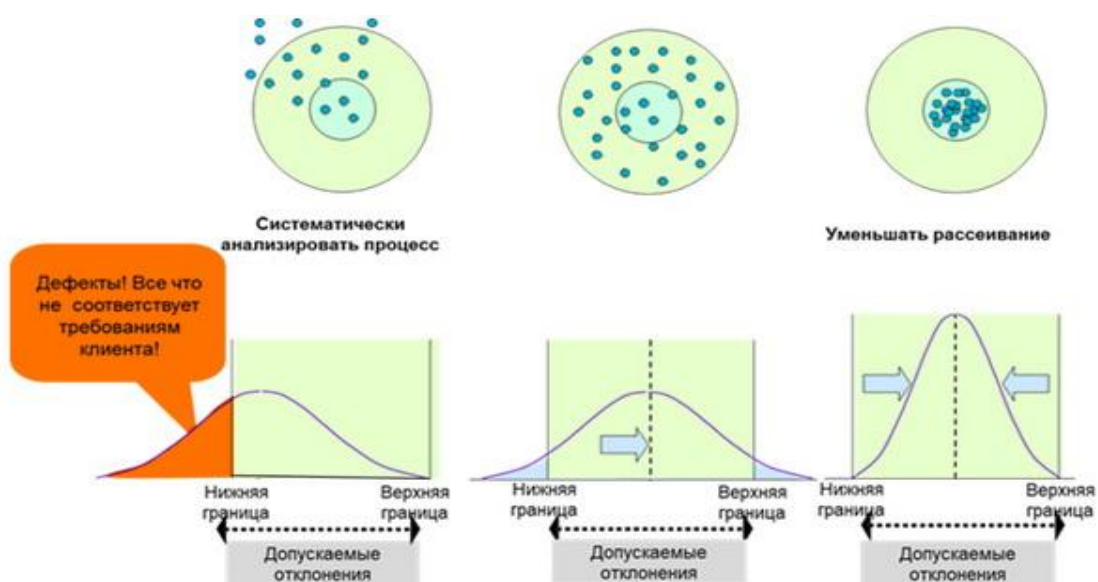 Систематически
анализировать процесс
Уменьшать рассеивание
Дефекты! Все что
не соответствует
требованиям
клиента!
Нижняя
граница
Верхняя
граница
Допускаемые
отклонения
Нижняя
граница
Верхняя
граница
Допускаемые
отклонения
Нижняя
граница
Верхняя
граница
Допускаемые
отклонения